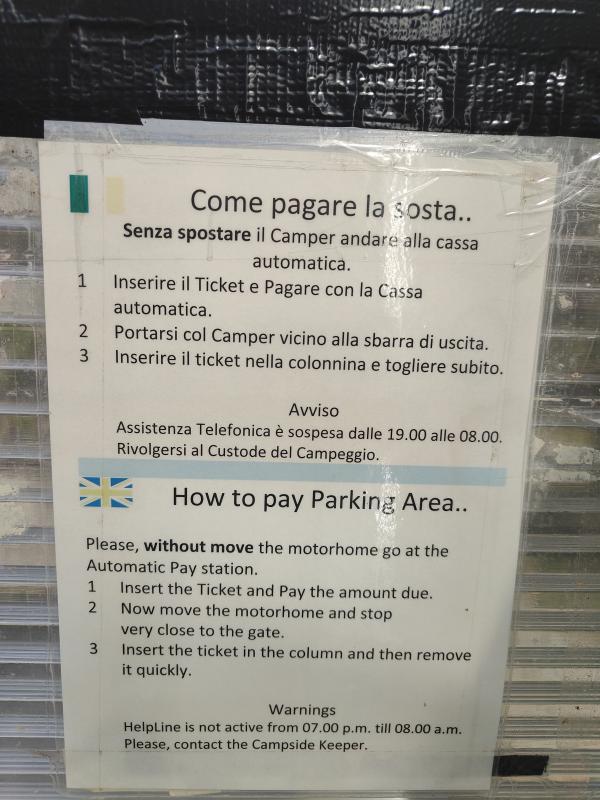 Come pagare la sosta..
Senza spostare il Camper andare alla cassa
automatica.
1 Inserire il Ticket e Pagare con la Cassa
automatica.
2 Portarsi col Camper vicino alla sbarra di uscita.
3 Inserire il ticket nella colonnina e togliere subito.
Avviso
Assistenza Telefonica è sospesa dalle 19.00 alle 08.00.
Rivolgersi al Custode del Campeggio.
How to pay Parking Area..
Please, without move the motorhome go at the
Automatic Pay station.
1 Insert the Ticket and Pay the amount due.
2 Now move the motorhome and stop
very close to the gate.
3 Insert the ticket in the column and then remove
it quickly.
Warnings
HelpLine is not active from 07.00 p.m. till 08.00 a.m.
Please, contact the Campside Keeper.